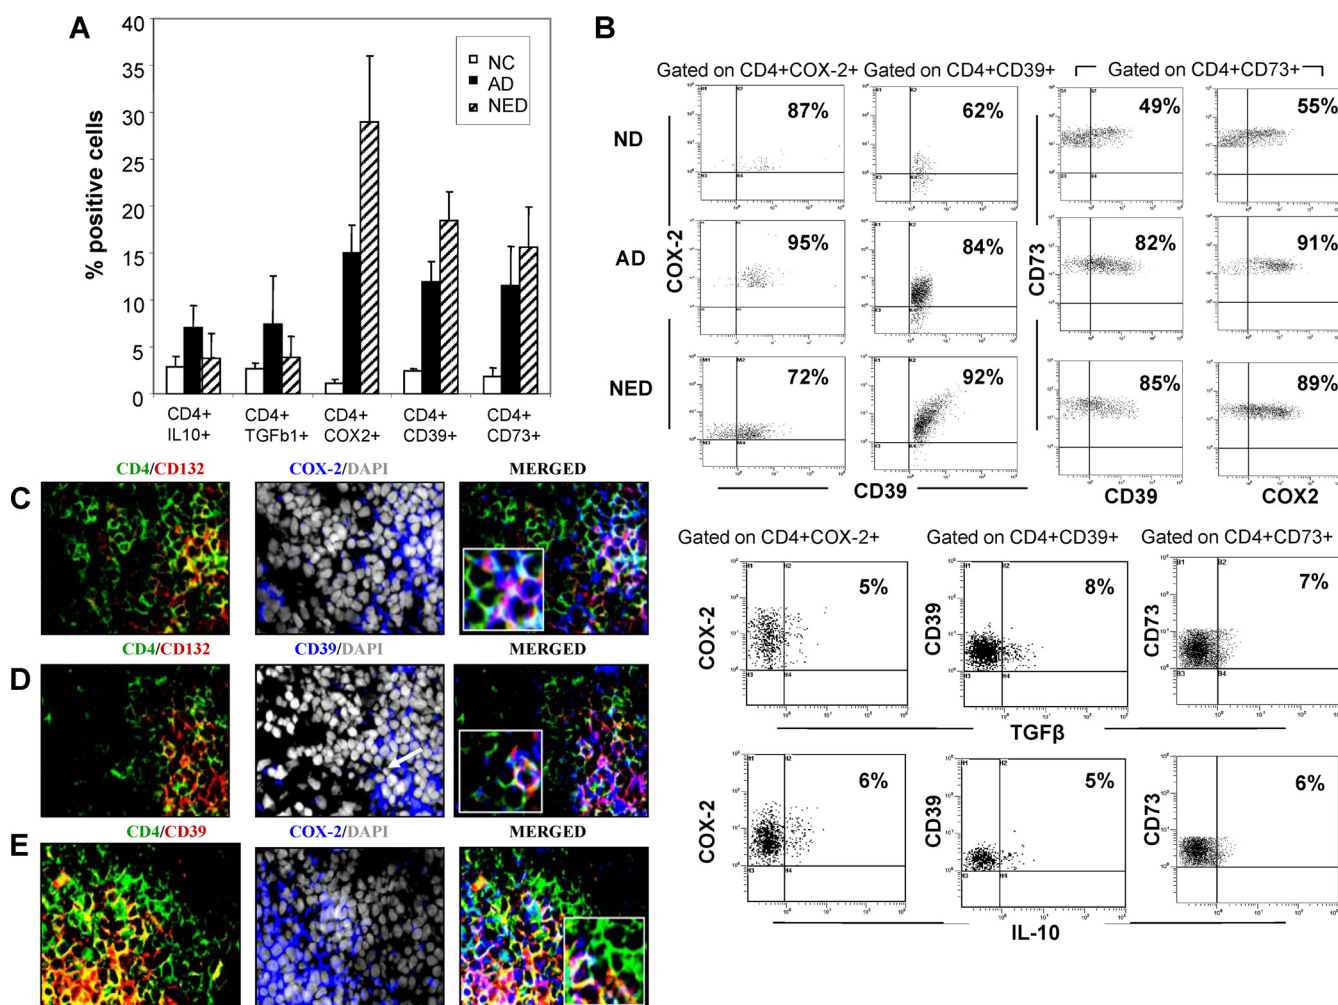 A
40
35
30
25
20
15
10
5
0
% positive cells
NC
AD
NED
CD4+ IL10+
CD4+ TGFb1+
CD4+ COX2+
CD4+ CD39+
CD4+ CD73+
B
Gated on CD4+COX-2+
Gated on CD4+CD39+
Gated on CD4+CD73+
ND
87%
62%
49%
55%
AD
95%
84%
82%
91%
NED
72%
92%
85%
89%
COX-2
CD73
CD39
CD39
COX2
Gated on CD4+COX-2+
Gated on CD4+CD39+
Gated on CD4+CD73+
COX-2
5%
CD39
8%
CD73
7%
TGFβ
COX-2
6%
CD39
5%
CD73
6%
IL-10
C
CD4/CD132
COX-2/DAPI
MERGED
D
CD4/CD132
CD39/DAPI
MERGED
E
CD4/CD39
COX-2/DAPI
MERGED